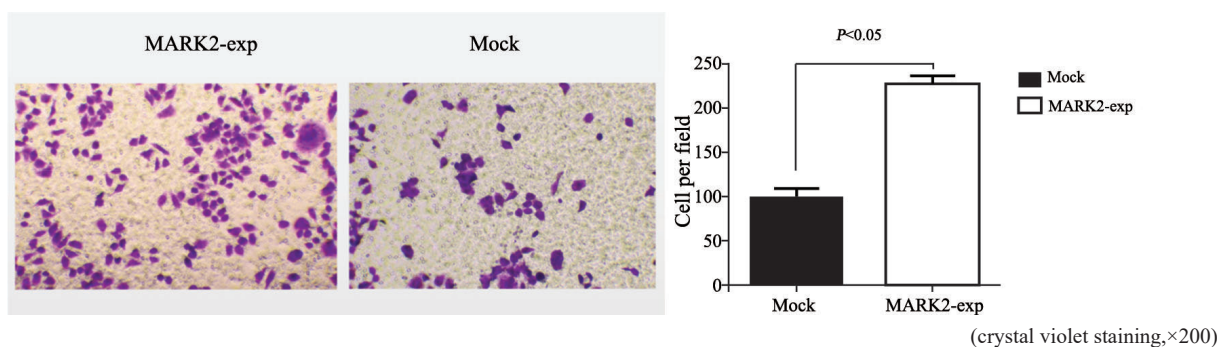 MARK2-exp
Mock
P<0.05
250
200
150
100
50
0
Cell per field
Mock
MARK2-exp
Mock
MARK2-exp
(crystal violet staining,×200)